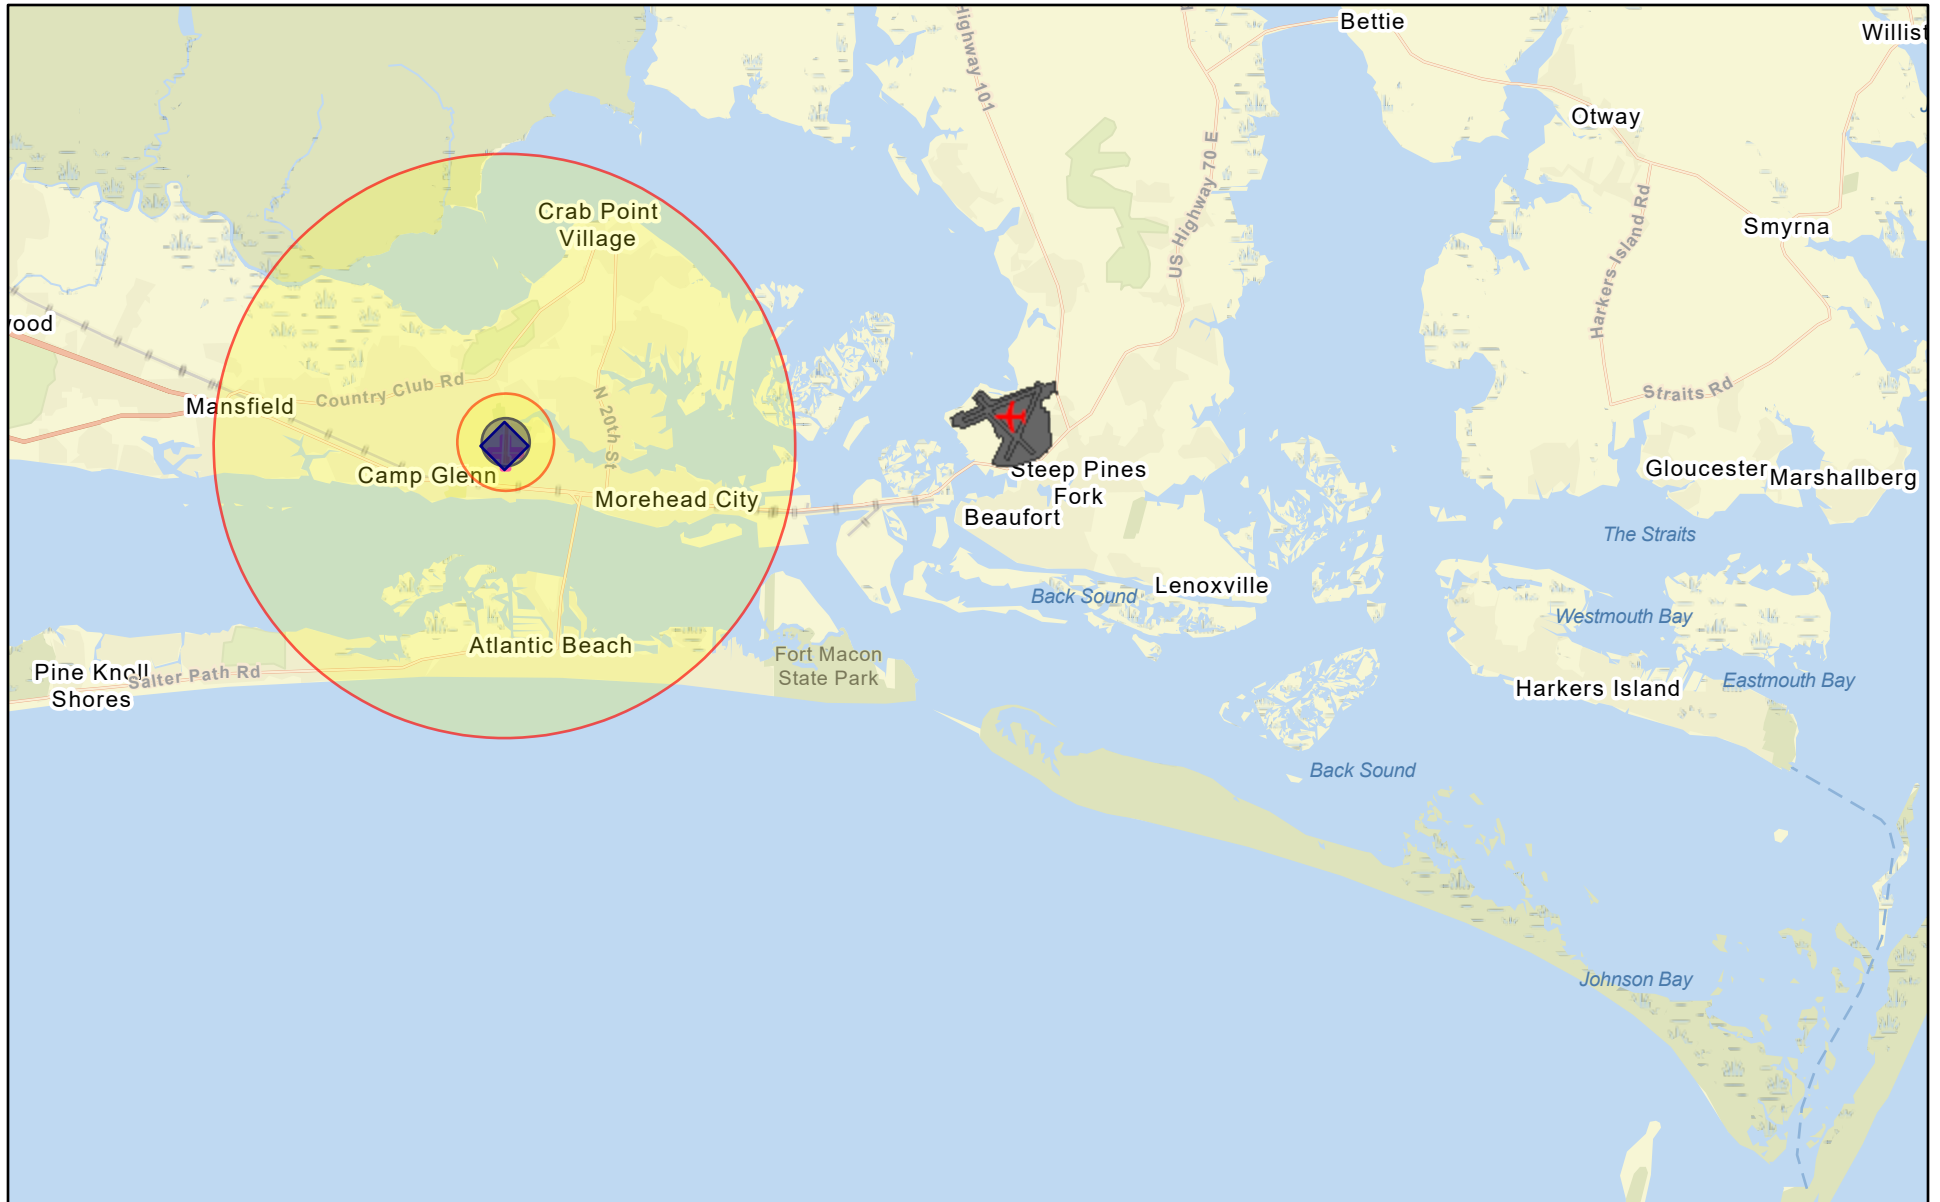 Bettie
Willist
Highway 101
Otway
US Highway 70 E
Harkers Island Rd
Crab Point
Village
Smyrna
wood
Country Club Rd
Mansfield
N 20th St
Straits Rd
Camp Glenn
Morehead City
Steep Pines
Fork
Beaufort
Gloucester
Marshallberg
The Straits
Lenoxville
Back Sound
Westmouth Bay
Atlantic Beach
Fort Macon
State Park
Pine Knoll
Shores
Salter Path Rd
Harkers Island
Eastmouth Bay
Back Sound
Johnson Bay